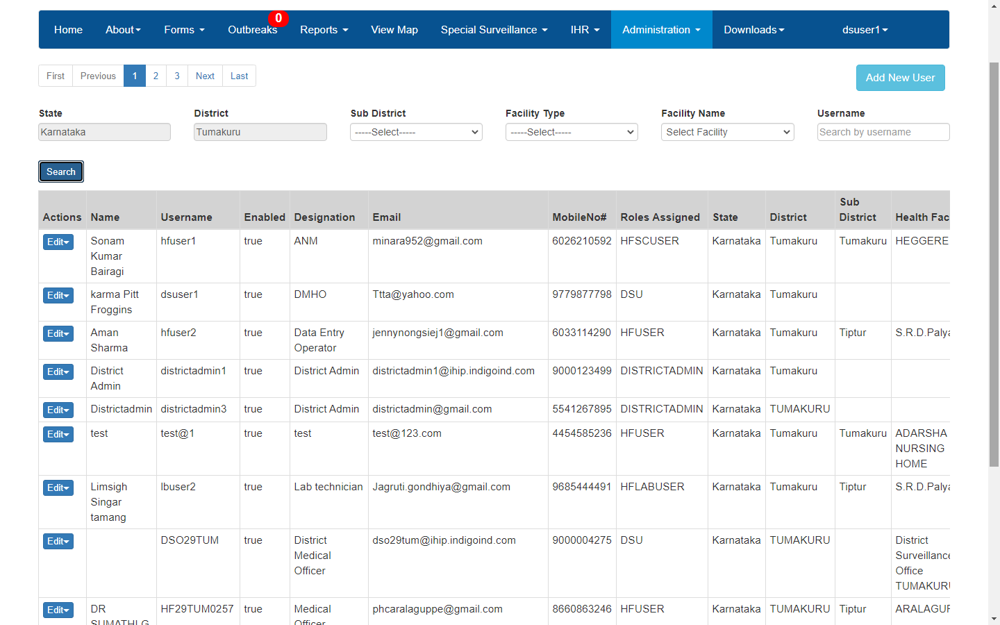 Home About Forms Outbreaks 0 Reports View Map Special Surveillance IHR Administration Downloads dsuser1
First Previous 1 2 3 Next Last Add New User
State District Sub District Facility Type Facility Name Username
Karnataka Tumakuru -----Select----- -----Select----- Select Facility Search by username
Search
Actions Name Username Enabled Designation Email MobileNo# Roles Assigned State District Sub District Health Fac
Edit Sonam Kumar Bairagi hfuser1 true ANM minara952@gmail.com 6026210592 HFSCUSER Karnataka Tumakuru Tumakuru HEGGERE
Edit karma Pitt Froggins dsuser1 true DMHO Ttta@yahoo.com 9779877798 DSU Karnataka Tumakuru
Edit Aman Sharma hfuser2 true Data Entry Operator jennynongsiej1@gmail.com 6033114290 HFUSER Karnataka Tumakuru Tiptur S.R.D.Palya
Edit District Admin districtadmin1 true District Admin districtadmin1@ihip.indigoind.com 9000123499 DISTRICTADMIN Karnataka Tumakuru
Edit Districtadmin districtadmin3 true District Admin districtadmin@gmail.com 5541267895 DISTRICTADMIN Karnataka TUMAKURU
Edit test test@1 true test test@123.com 4454585236 HFUSER Karnataka Tumakuru Tumakuru ADARSHA NURSING HOME
Edit Limsigh Singar tamang lbuser2 true Lab technician Jagruti.gondhiya@gmail.com 9685444491 HFLABUSER Karnataka Tumakuru Tiptur S.R.D.Palya
Edit DSO29TUM true District Medical Officer dso29tum@ihip.indigoind.com 9000004275 DSU Karnataka TUMAKURU District Surveillance Office TUMAKURU
Edit DR SUMATHI G HF29TUM0257 true Medical Officer phcaralaguppe@gmail.com 8660863246 HFUSER Karnataka TUMAKURU Tiptur ARALAGUP